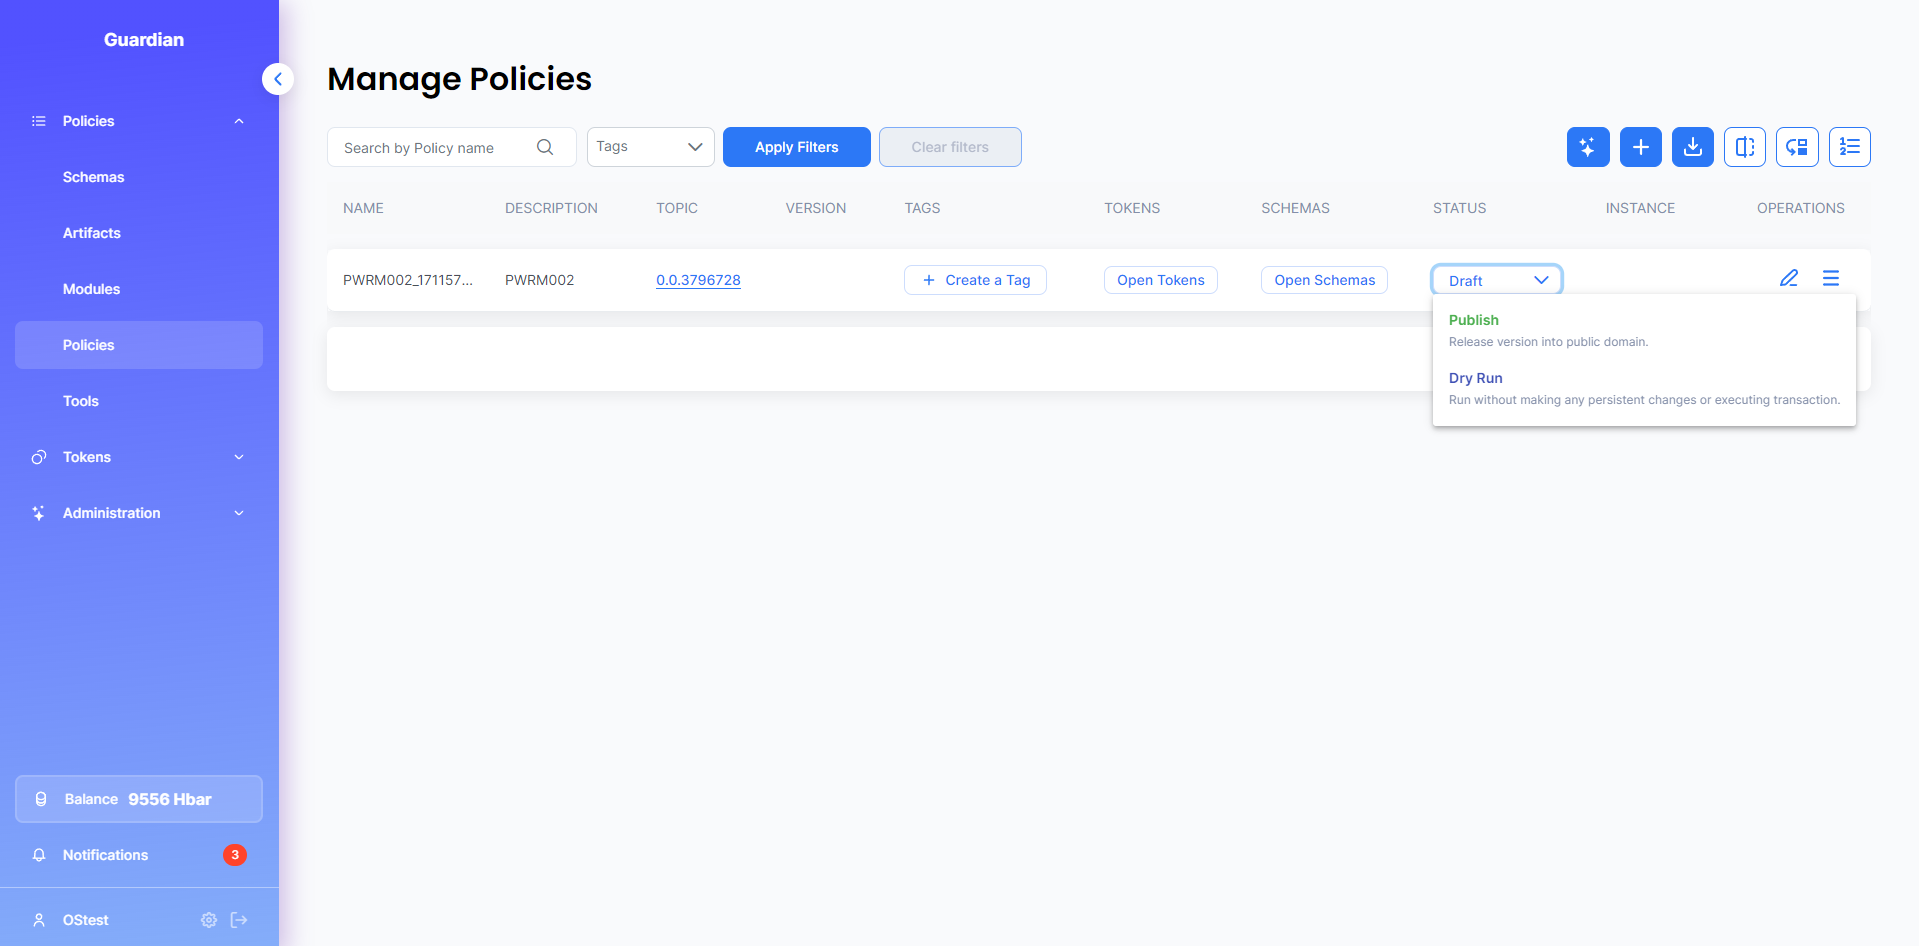 Guardian
Policies
Schemas
Artifacts
Modules
Policies
Tools
Tokens
Administration
Balance 9556 Hbar
Notifications 3
OStest
Manage Policies
Search by Policy name Tags Apply Filters Clear filters
NAME DESCRIPTION TOPIC VERSION TAGS TOKENS SCHEMAS STATUS INSTANCE OPERATIONS
PWRM002_171157... PWRM002 0.0.3796728 + Create a Tag Open Tokens Open Schemas Draft
Publish
Release version into public domain.
Dry Run
Run without making any persistent changes or executing transaction.